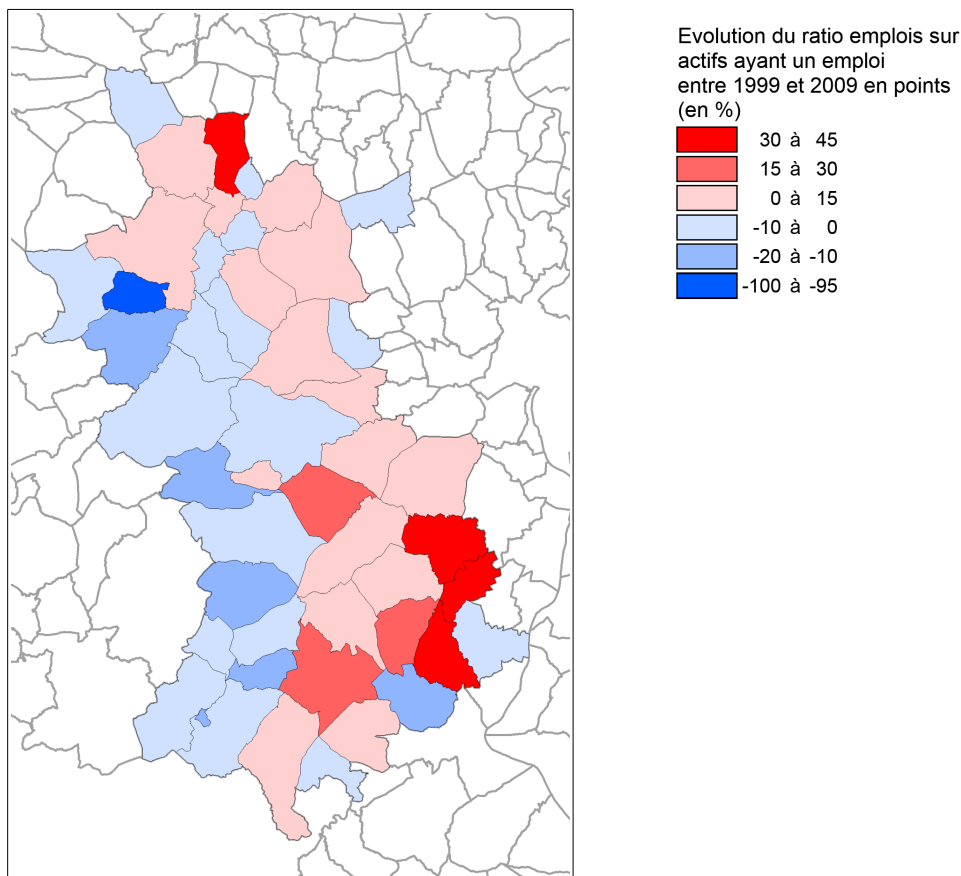 Evolution du ratio emplois sur
actifs ayant un emploi
entre 1999 et 2009 en points
(en %)
30 à 45
15 à 30
0 à 15
-10 à 0
-20 à -10
-100 à -95